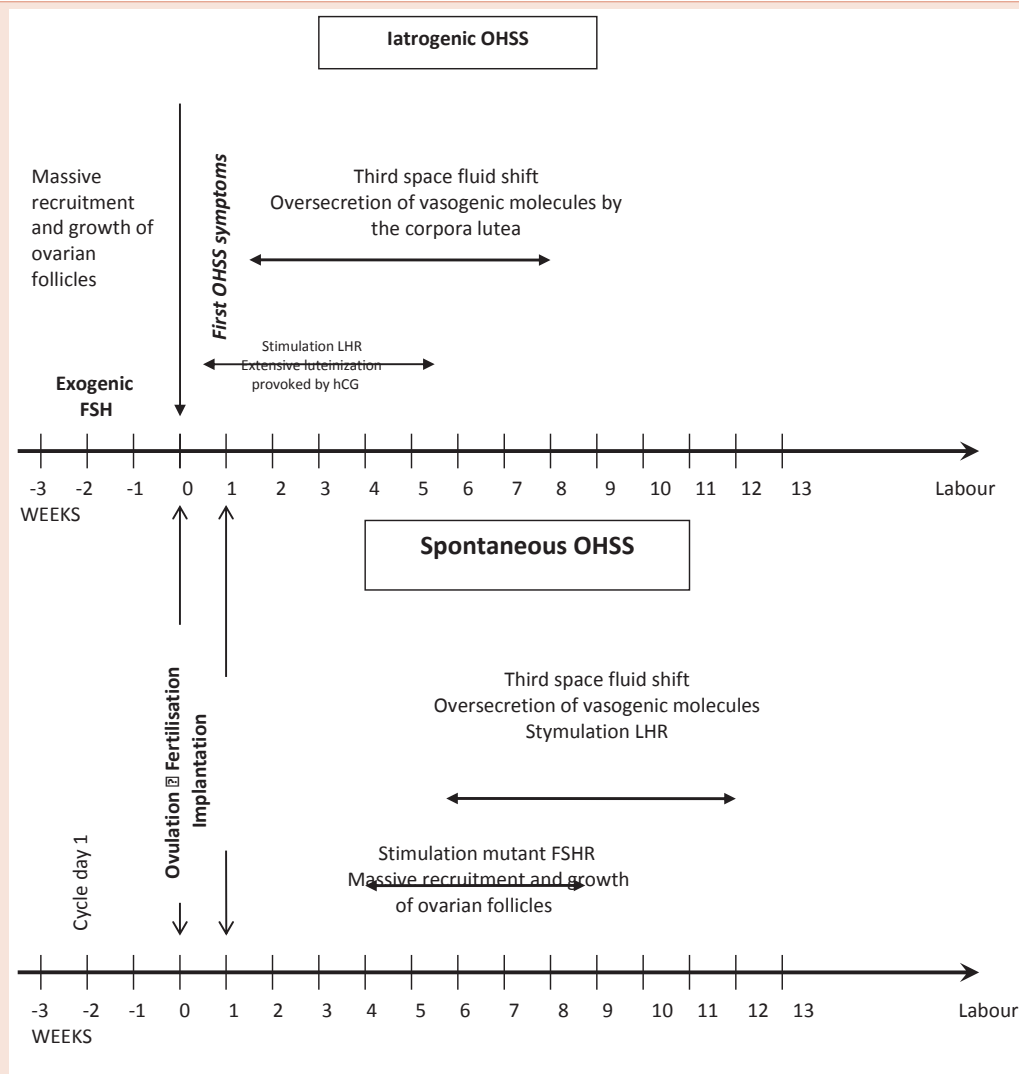 Iatrogenic OHSS
Massive
recruitment
and growth of
ovarian
follicles
First OHSS symptoms
Third space fluid shift
Oversecretion of vasogenic molecules by
the corpora lutea
Stimulation LHR
Extensive luteinization
provoked by hCG
Exogenic
FSH
-3 -2 -1 0 1 2 3 4 5 6 7 8 9 10 11 12 13 Labour
WEEKS
Spontaneous OHSS
Third space fluid shift
Oversecretion of vasogenic molecules
Stymulation LHR
Cycle day 1
Ovulation ⍰ Fertilisation
Implantation
Stimulation mutant FSHR
Massive recruitment and growth
of ovarian follicles
-3 -2 -1 0 1 2 3 4 5 6 7 8 9 10 11 12 13 Labour
WEEKS